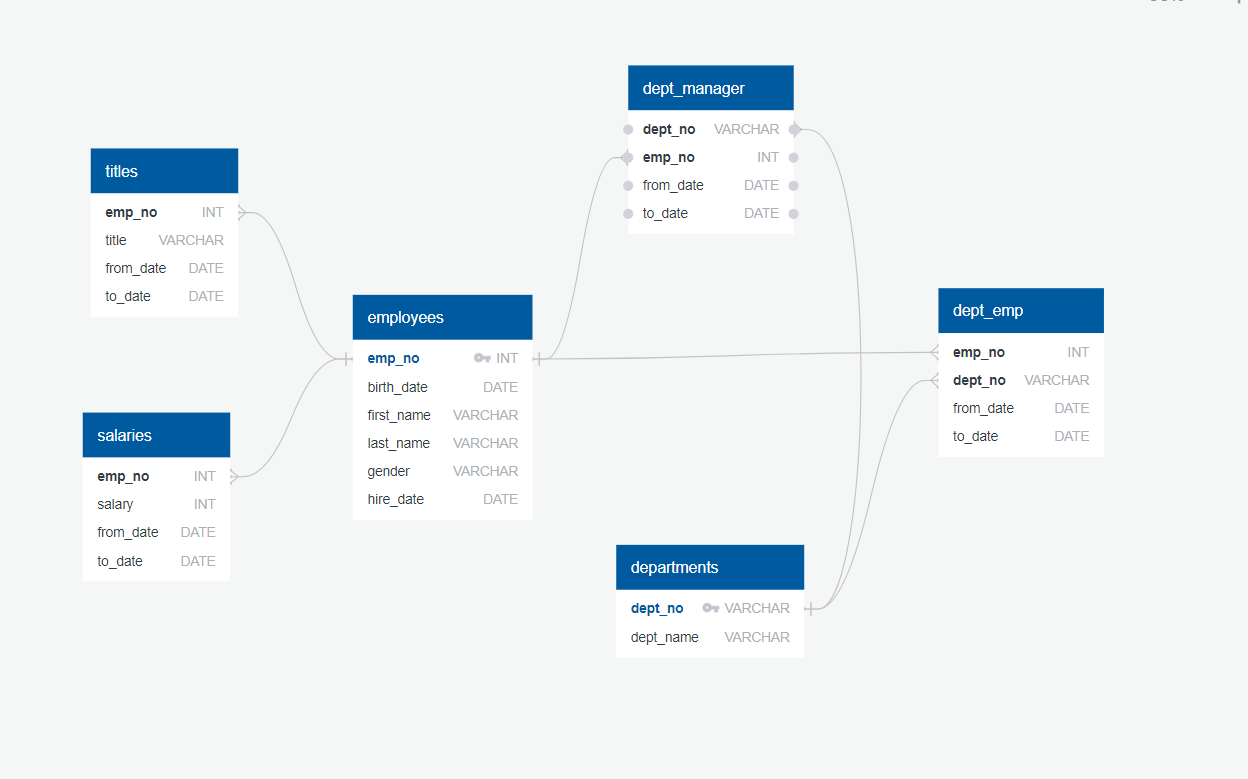 dept_manager
dept_no VARCHAR
emp_no INT
from_date DATE
to_date DATE
titles
emp_no INT
title VARCHAR
from_date DATE
to_date DATE
employees
emp_no INT
birth_date DATE
first_name VARCHAR
last_name VARCHAR
gender VARCHAR
hire_date DATE
dept_emp
emp_no INT
dept_no VARCHAR
from_date DATE
to_date DATE
salaries
emp_no INT
salary INT
from_date DATE
to_date DATE
departments
dept_no VARCHAR
dept_name VARCHAR